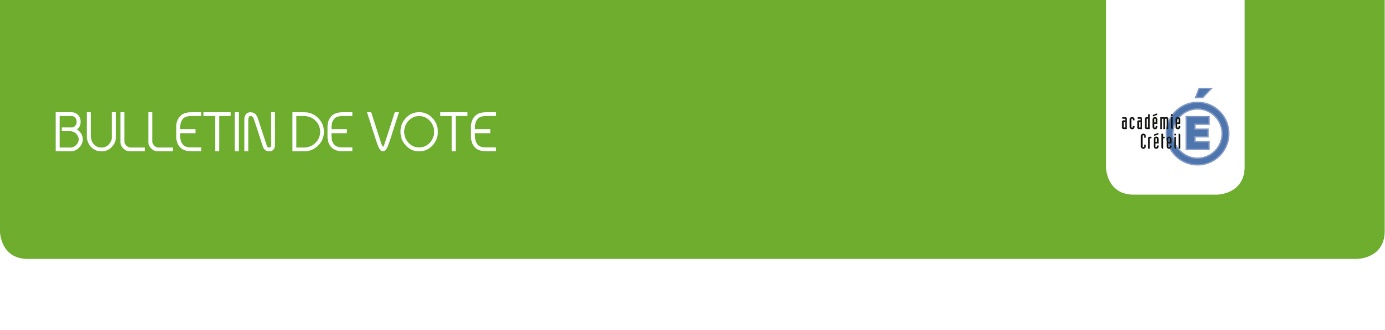 BULLETIN DE VOTE
académie
Créteil
É